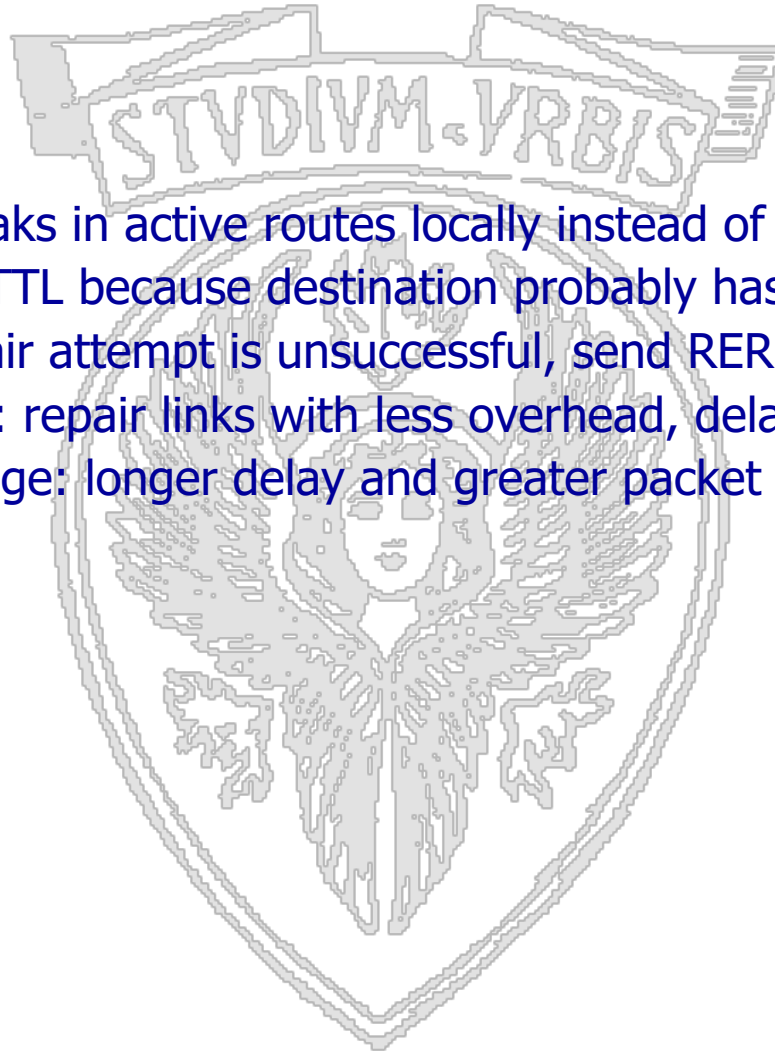 STVDIVM VRBIS
aks in active routes locally instead of
TTL because destination probably has
air attempt is unsuccessful, send RER
: repair links with less overhead, dela
ge: longer delay and greater packet